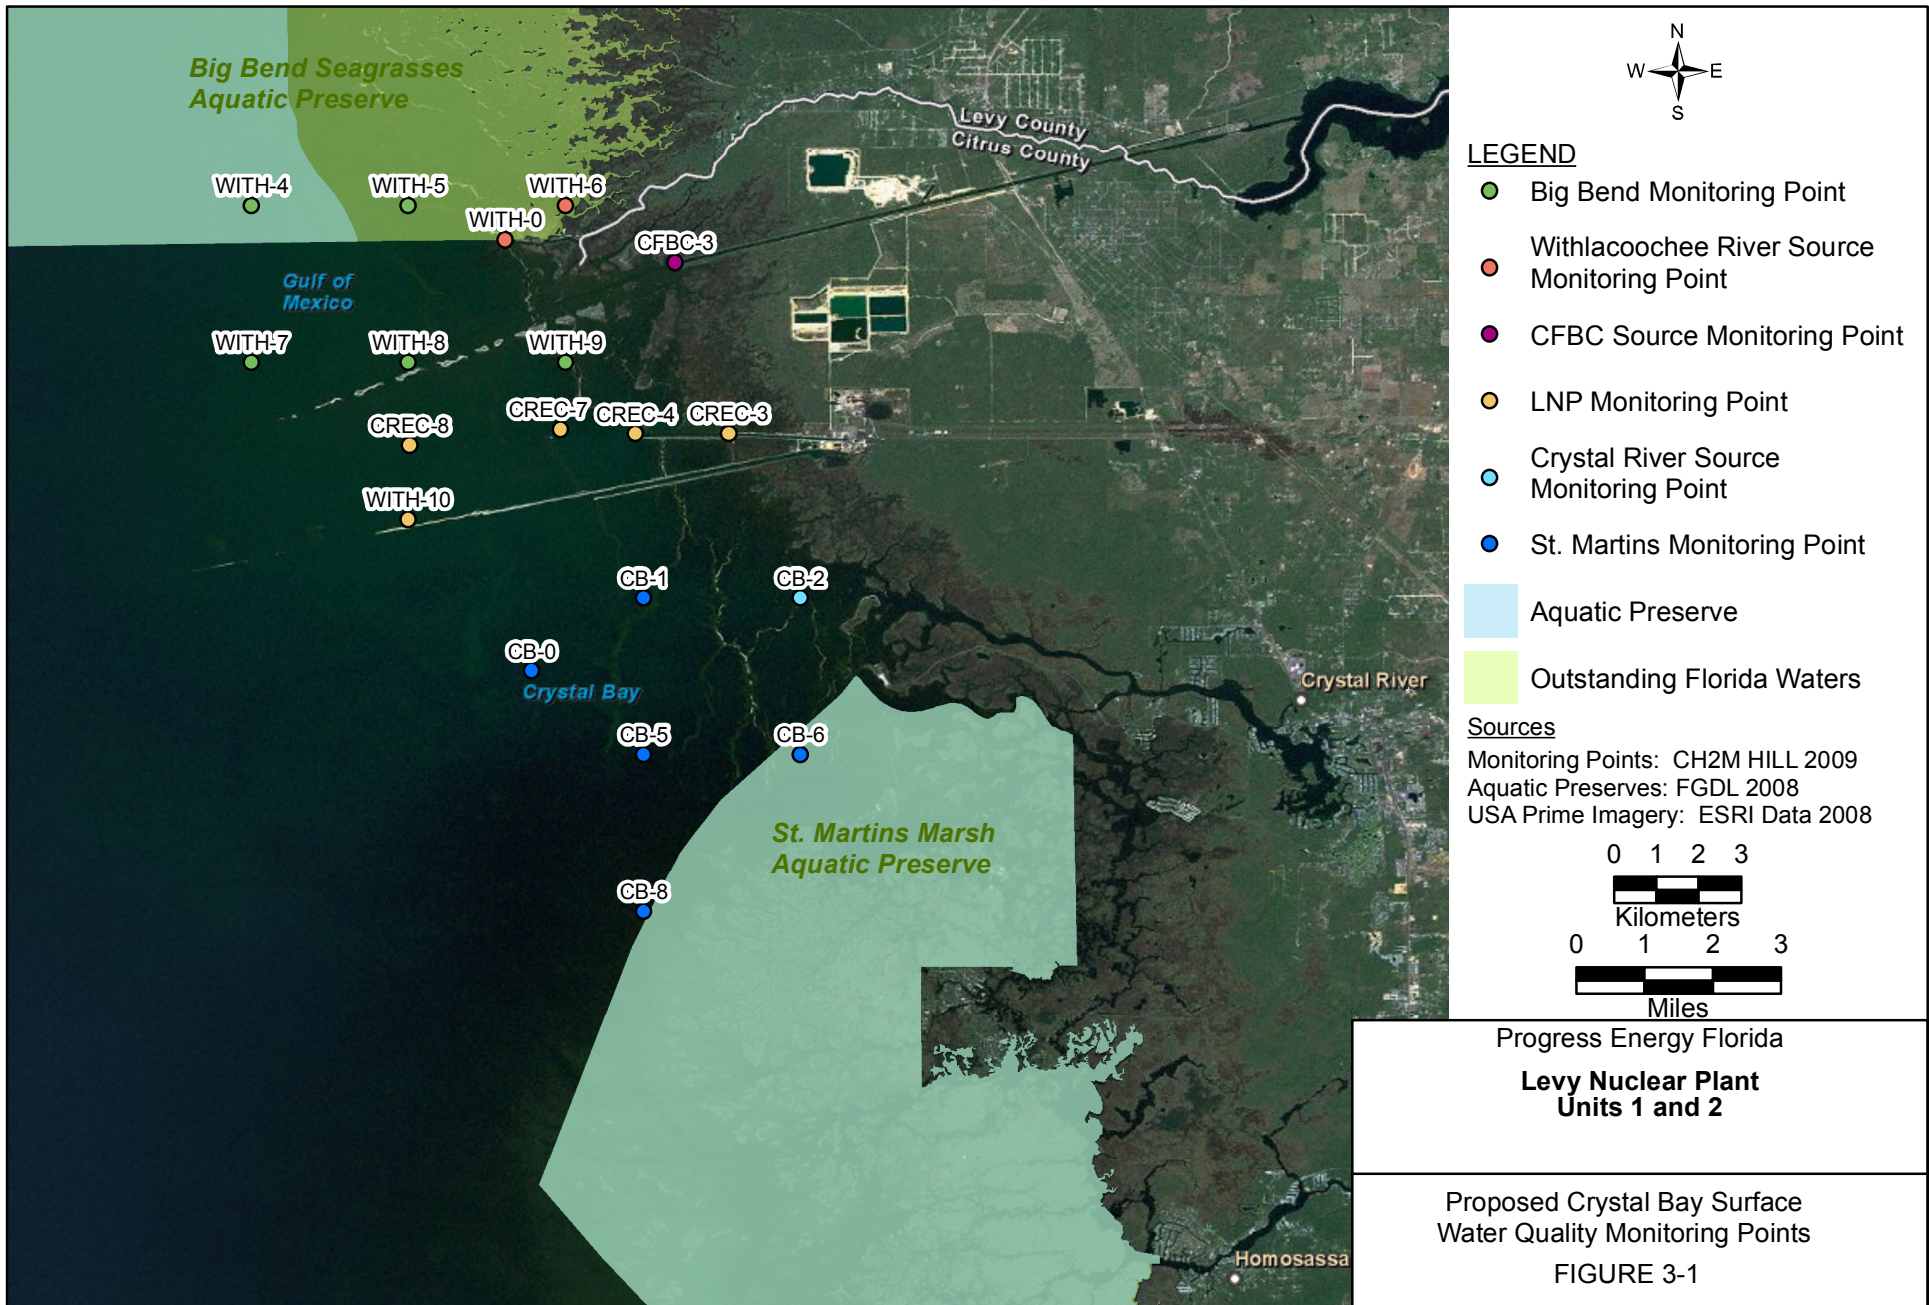 Big Bend Seagrasses
Aquatic Preserve
Levy County
Citrus County
WITH-4
WITH-5
WITH-6
WITH-0
CFBC-3
Gulf of
Mexico
WITH-7
WITH-8
WITH-9
CREC-7
CREC-4
CREC-3
CREC-8
WITH-10
CB-1
CB-2
CB-0
Crystal Bay
Crystal River
CB-5
CB-6
St. Martins Marsh
Aquatic Preserve
CB-8
Homosassa
N
W
E
S
LEGEND
Big Bend Monitoring Point
Withlacoochee River Source
Monitoring Point
CFBC Source Monitoring Point
LNP Monitoring Point
Crystal River Source
Monitoring Point
St. Martins Monitoring Point
Aquatic Preserve
Outstanding Florida Waters
Sources
Monitoring Points: CH2M HILL 2009
Aquatic Preserves: FGDL 2008
USA Prime Imagery: ESRI Data 2008
0 1 2 3
Kilometers
0 1 2 3
Miles
Progress Energy Florida
Levy Nuclear Plant
Units 1 and 2
Proposed Crystal Bay Surface
Water Quality Monitoring Points
FIGURE 3-1